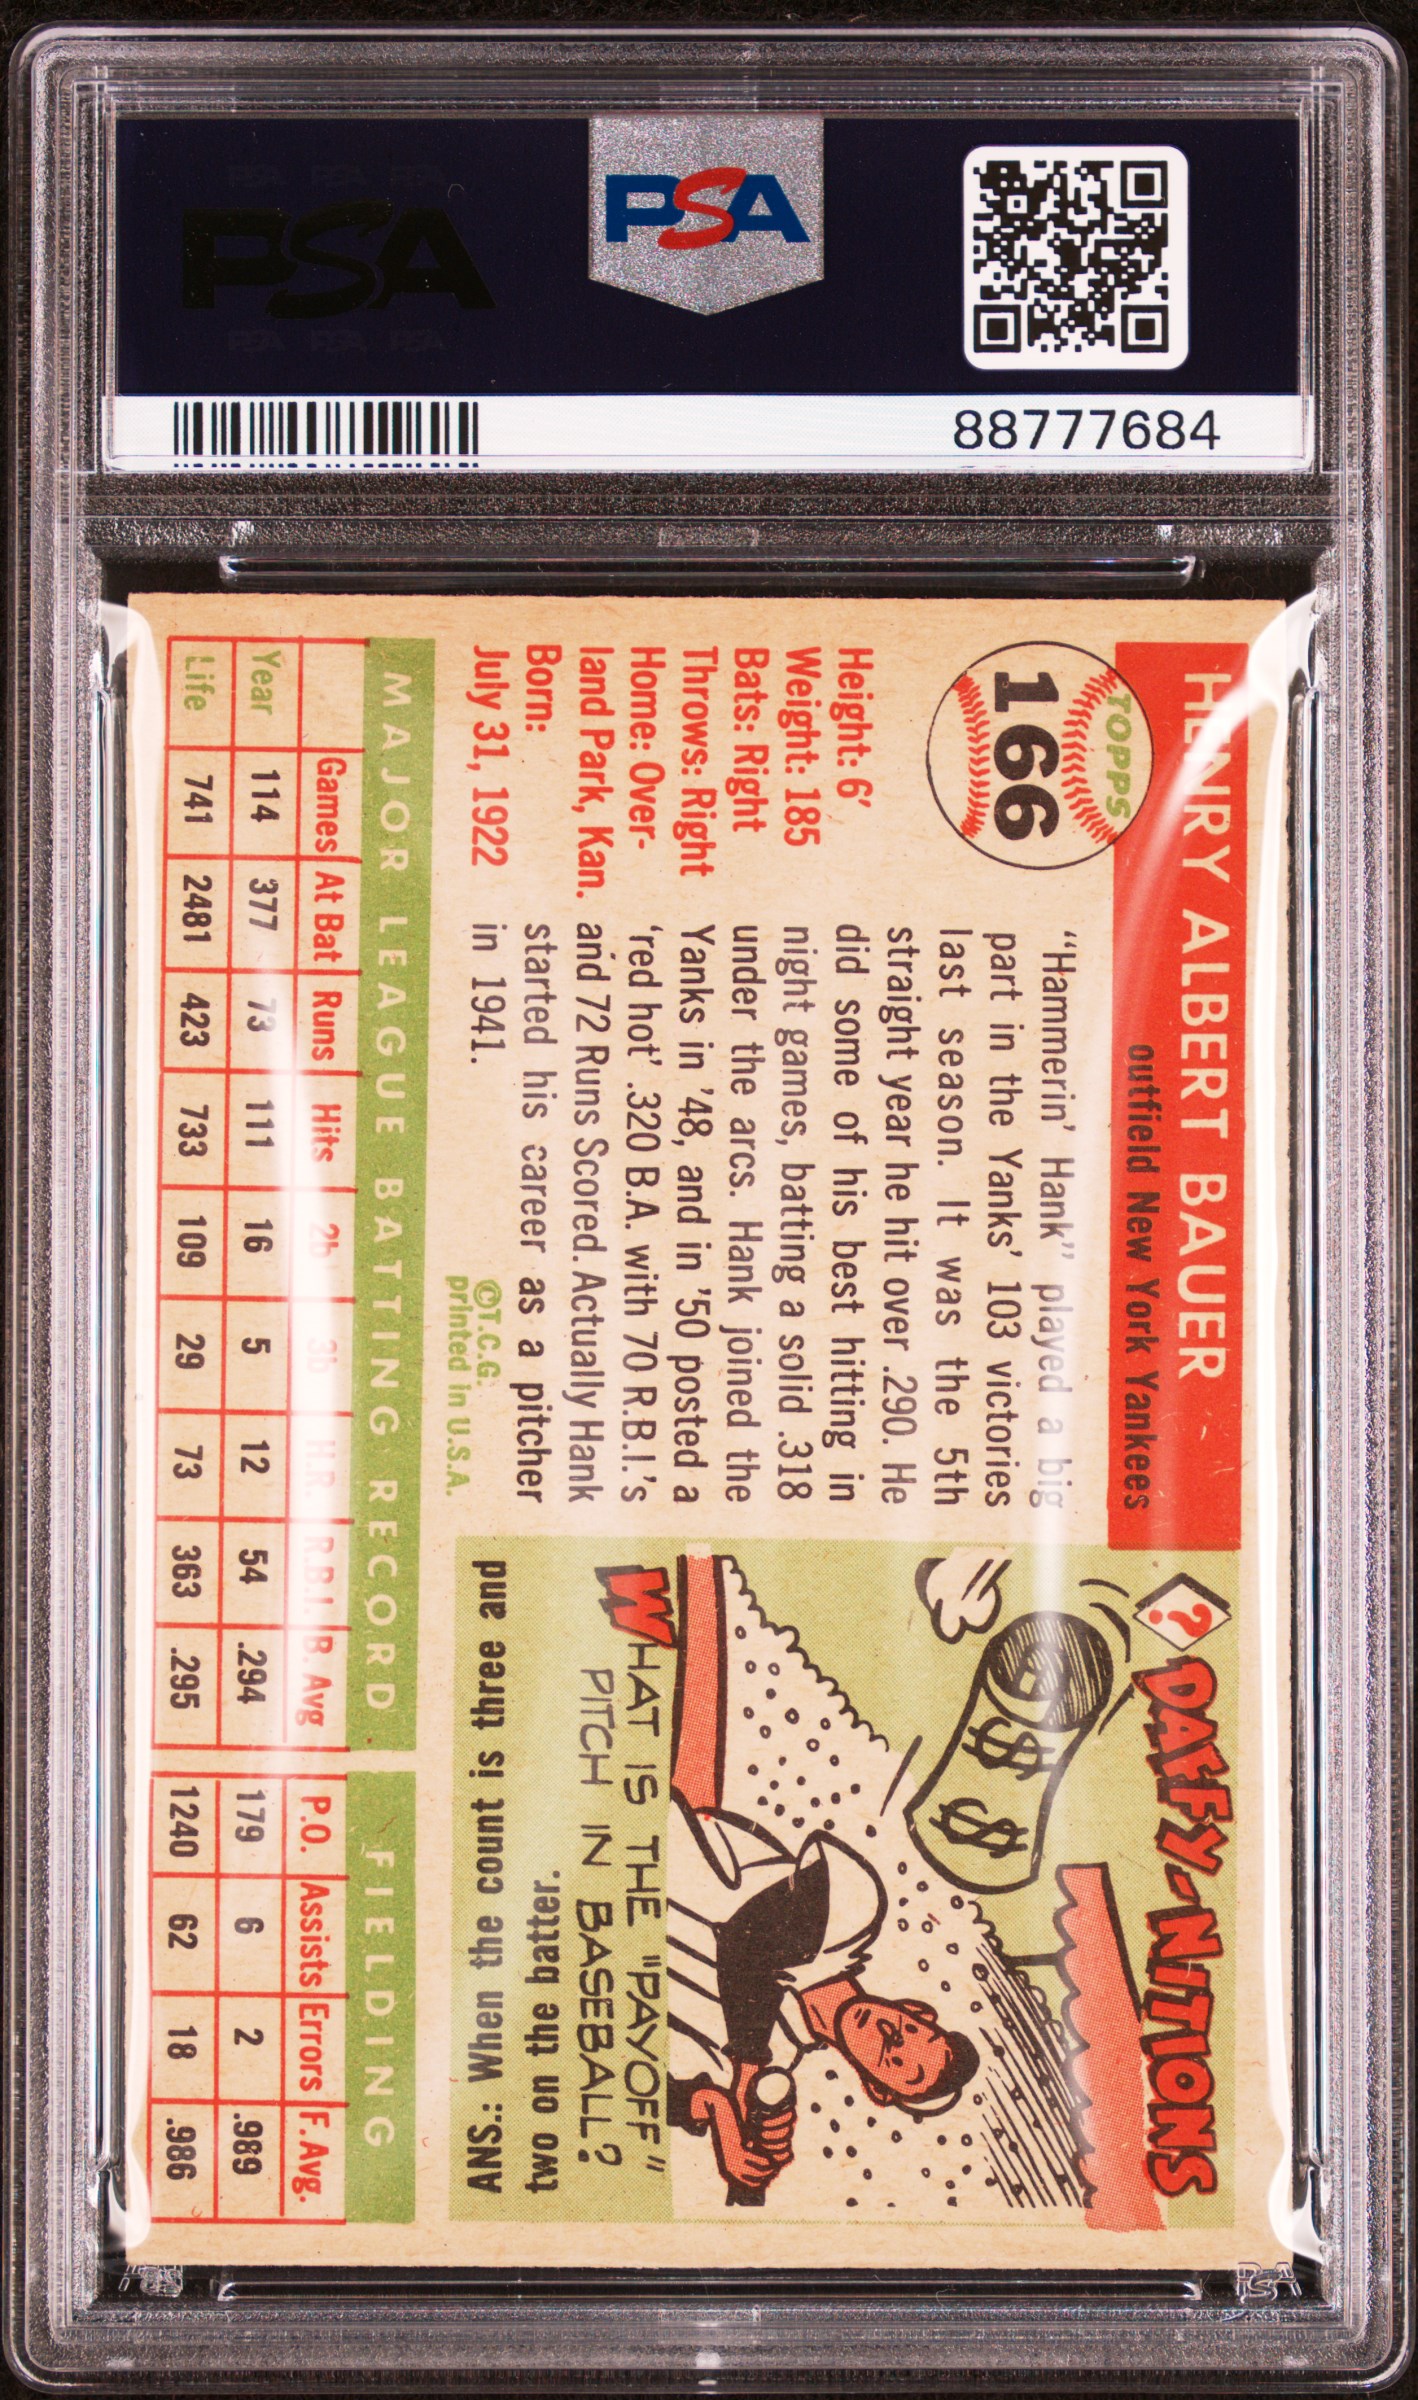 PSA
PSA
88777684
HENRY ALBERT BAUER
outfield New York Yankees
TOPPS
166
Height: 6'
Weight: 185
Bats: Right
Throws: Right
Home: Over-
land Park, Kan.
Born:
July 31, 1922
"Hammerin' Hank" played a big
part in the Yanks' 103 victories
last season. It was the 5th
straight year he hit over .290. He
did some of his best hitting in
night games, batting a solid .318
under the arcs. Hank joined the
Yanks in '48, and in '50 posted a
'red hot' .320 B.A. with 70 R.B.I.'s
and 72 Runs Scored. Actually Hank
started his career as a pitcher
in 1941.
©T.C.G.
printed in U.S.A.
? DAFFY-NITIONS
$ $
WHAT IS THE "PAYOFF"
PITCH IN BASEBALL?
ANS.: When the count is three and
two on the batter.
MAJOR LEAGUE BATTING RECORD FIELDING
Games At Bat Runs Hits 2b 3b H.R. R.B.I. B. Avg P.O. Assists Errors F. Avg.
Year 114 377 73 111 16 5 12 54 .294 179 6 2 .989
Life 741 2481 423 733 109 29 73 363 .295 1240 62 18 .986
PSA